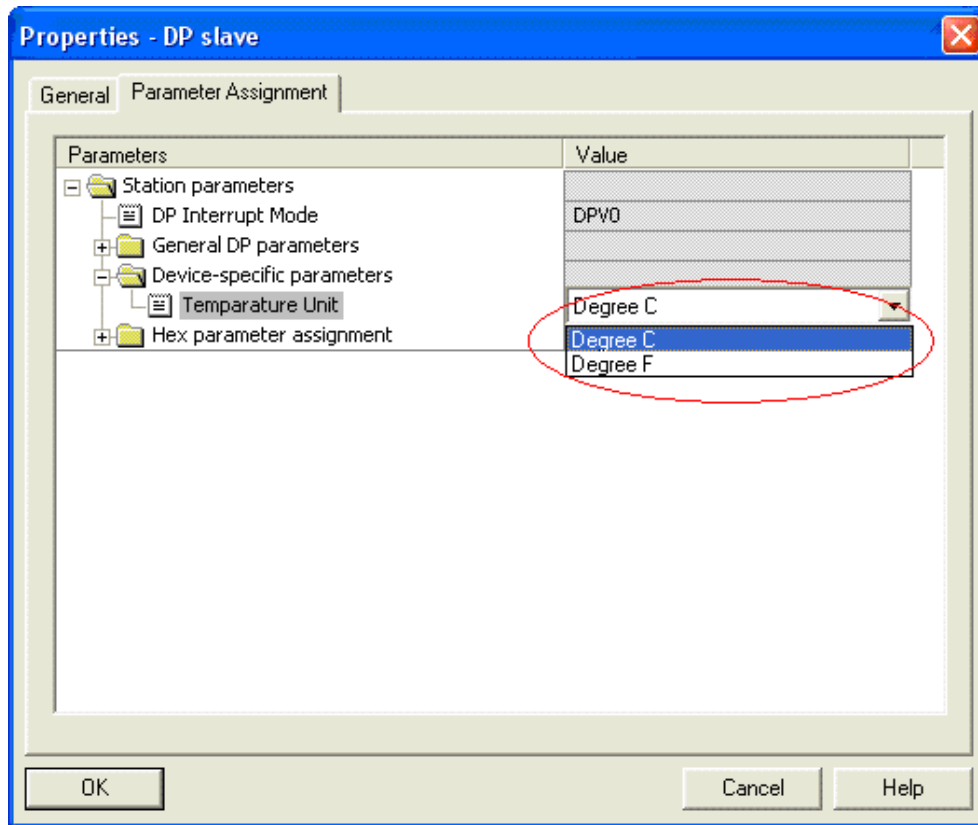 Properties - DP slave
General Parameter Assignment
Parameters Value
Station parameters
DP Interrupt Mode DPV0
General DP parameters
Device-specific parameters
Temparature Unit Degree C
Hex parameter assignment Degree C
Degree F
OK Cancel Help